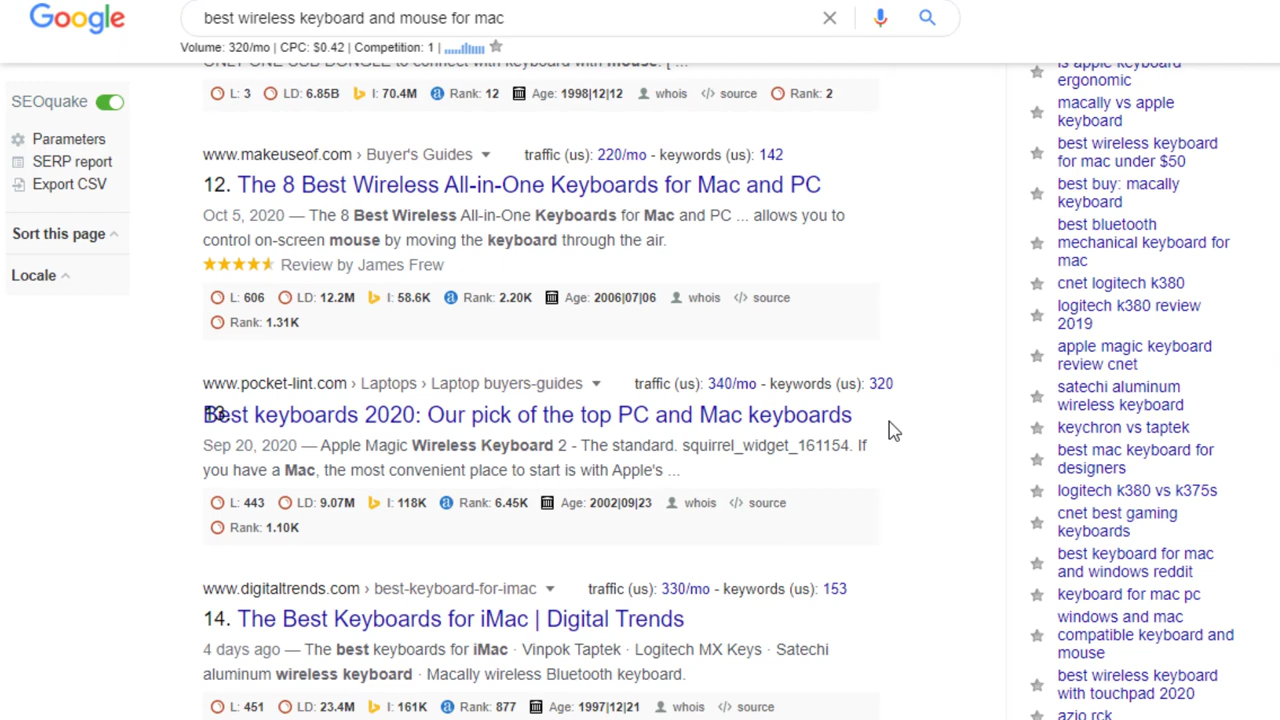 Google
best wireless keyboard and mouse for mac
Volume: 320/mo | CPC: $0.42 | Competition: 1 |
SEOquake
Parameters
SERP report
Export CSV
Sort this page
Locale
ONLY ONE USB DONGLE to connect with keyboard with mouse. [ ...
L: 3 LD: 6.85B I: 70.4M Rank: 12 Age: 1998|12|12 whois </> source Rank: 2
www.makeuseof.com › Buyer's Guides traffic (us): 220/mo - keywords (us): 142
12. The 8 Best Wireless All-in-One Keyboards for Mac and PC
Oct 5, 2020 — The 8 Best Wireless All-in-One Keyboards for Mac and PC ... allows you to
control on-screen mouse by moving the keyboard through the air.
Review by James Frew
L: 606 LD: 12.2M I: 58.6K Rank: 2.20K Age: 2006|07|06 whois </> source
Rank: 1.31K
www.pocket-lint.com › Laptops › Laptop buyers-guides traffic (us): 340/mo - keywords (us): 320
13. Best keyboards 2020: Our pick of the top PC and Mac keyboards
Sep 20, 2020 — Apple Magic Wireless Keyboard 2 - The standard. squirrel_widget_161154. If
you have a Mac, the most convenient place to start is with Apple's ...
L: 443 LD: 9.07M I: 118K Rank: 6.45K Age: 2002|09|23 whois </> source
Rank: 1.10K
www.digitaltrends.com › best-keyboard-for-imac traffic (us): 330/mo - keywords (us): 153
14. The Best Keyboards for iMac | Digital Trends
4 days ago — The best keyboards for iMac · Vinpok Taptek · Logitech MX Keys · Satechi
aluminum wireless keyboard · Macally wireless Bluetooth keyboard.
L: 451 LD: 23.4M I: 161K Rank: 877 Age: 1997|12|21 whois </> source
is apple keyboard
ergonomic
macally vs apple
keyboard
best wireless keyboard
for mac under $50
best buy: macally
keyboard
best bluetooth
mechanical keyboard for
mac
cnet logitech k380
logitech k380 review
2019
apple magic keyboard
review cnet
satechi aluminum
wireless keyboard
keychron vs taptek
best mac keyboard for
designers
logitech k380 vs k375s
cnet best gaming
keyboards
best keyboard for mac
and windows reddit
keyboard for mac pc
windows and mac
compatible keyboard and
mouse
best wireless keyboard
with touchpad 2020
azio rck